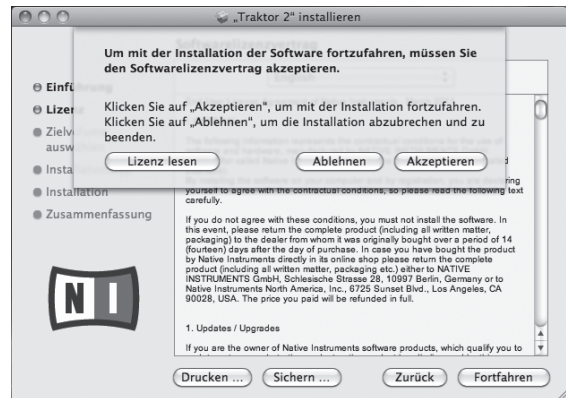 „Traktor 2“ installieren
Um mit der Installation der Software fortzufahren, müssen Sie
den Softwarelizenzvertrag akzeptieren.
Klicken Sie auf „Akzeptieren“, um mit der Installation fortzufahren.
Klicken Sie auf „Ablehnen“, um die Installation abzubrechen und zu
beenden.
Lizenz lesen
Ablehnen
Akzeptieren
Installation
Zusammenfassung
yourself to agree with the contractual conditions, so please read the following text
carefully.
If you do not agree with these conditions, you must not install the software. In
this event, please return the complete product (including all written matter,
packaging) to the dealer from whom it was originally bought over a period of 14
(fourteen) days after the day of purchase. In case you have bought the product
by Native Instruments directly in its online shop please return the complete
product (including all written matter, packaging etc.) either to NATIVE
INSTRUMENTS GmbH, Schlesische Strasse 28, 10997 Berlin, Germany or to
Native Instruments North America, Inc., 6725 Sunset Blvd., Los Angeles, CA
90028, USA. The price you paid will be refunded in full.
1. Updates / Upgrades
If you are the owner of Native Instruments software products, which qualify you to
NI
Drucken ...
Sichern ...
Zurück
Fortfahren